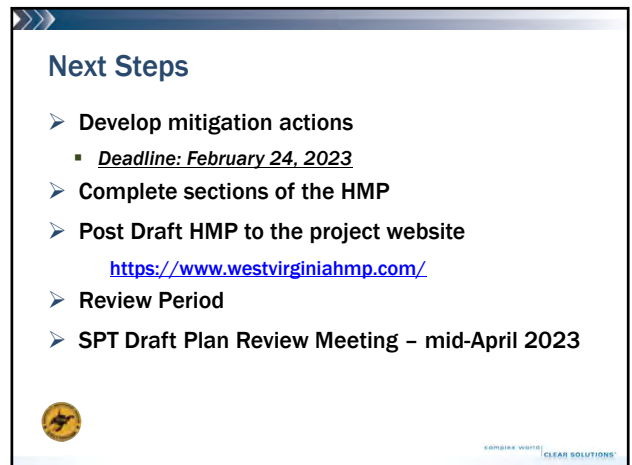 Next Steps
➢ Develop mitigation actions
▪ Deadline: February 24, 2023
➢ Complete sections of the HMP
➢ Post Draft HMP to the project website
https://www.westvirginiahmp.com/
➢ Review Period
➢ SPT Draft Plan Review Meeting – mid-April 2023
complex world CLEAR SOLUTIONS™